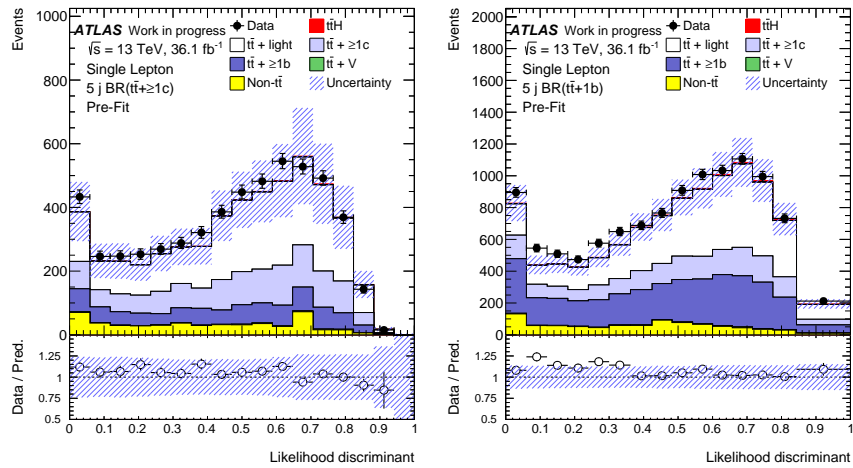 Events
1000
800
600
400
200
0
ATLAS Work in progress
√s = 13 TeV, 36.1 fb⁻¹
Single Lepton
5 j BR(tt̄+≥1c)
Pre-Fit
Data
tt̄H
tt̄ + light
tt̄ + ≥1c
tt̄ + ≥1b
tt̄ + V
Non-tt̄
Uncertainty
Data / Pred.
1.25
1
0.75
0.5
0 0.1 0.2 0.3 0.4 0.5 0.6 0.7 0.8 0.9 1
Likelihood discriminant
Events
2000
1800
1600
1400
1200
1000
800
600
400
200
0
ATLAS Work in progress
√s = 13 TeV, 36.1 fb⁻¹
Single Lepton
5 j BR(tt̄+1b)
Pre-Fit
Data
tt̄H
tt̄ + light
tt̄ + ≥1c
tt̄ + ≥1b
tt̄ + V
Non-tt̄
Uncertainty
Data / Pred.
1.25
1
0.75
0.5
0 0.1 0.2 0.3 0.4 0.5 0.6 0.7 0.8 0.9 1
Likelihood discriminant